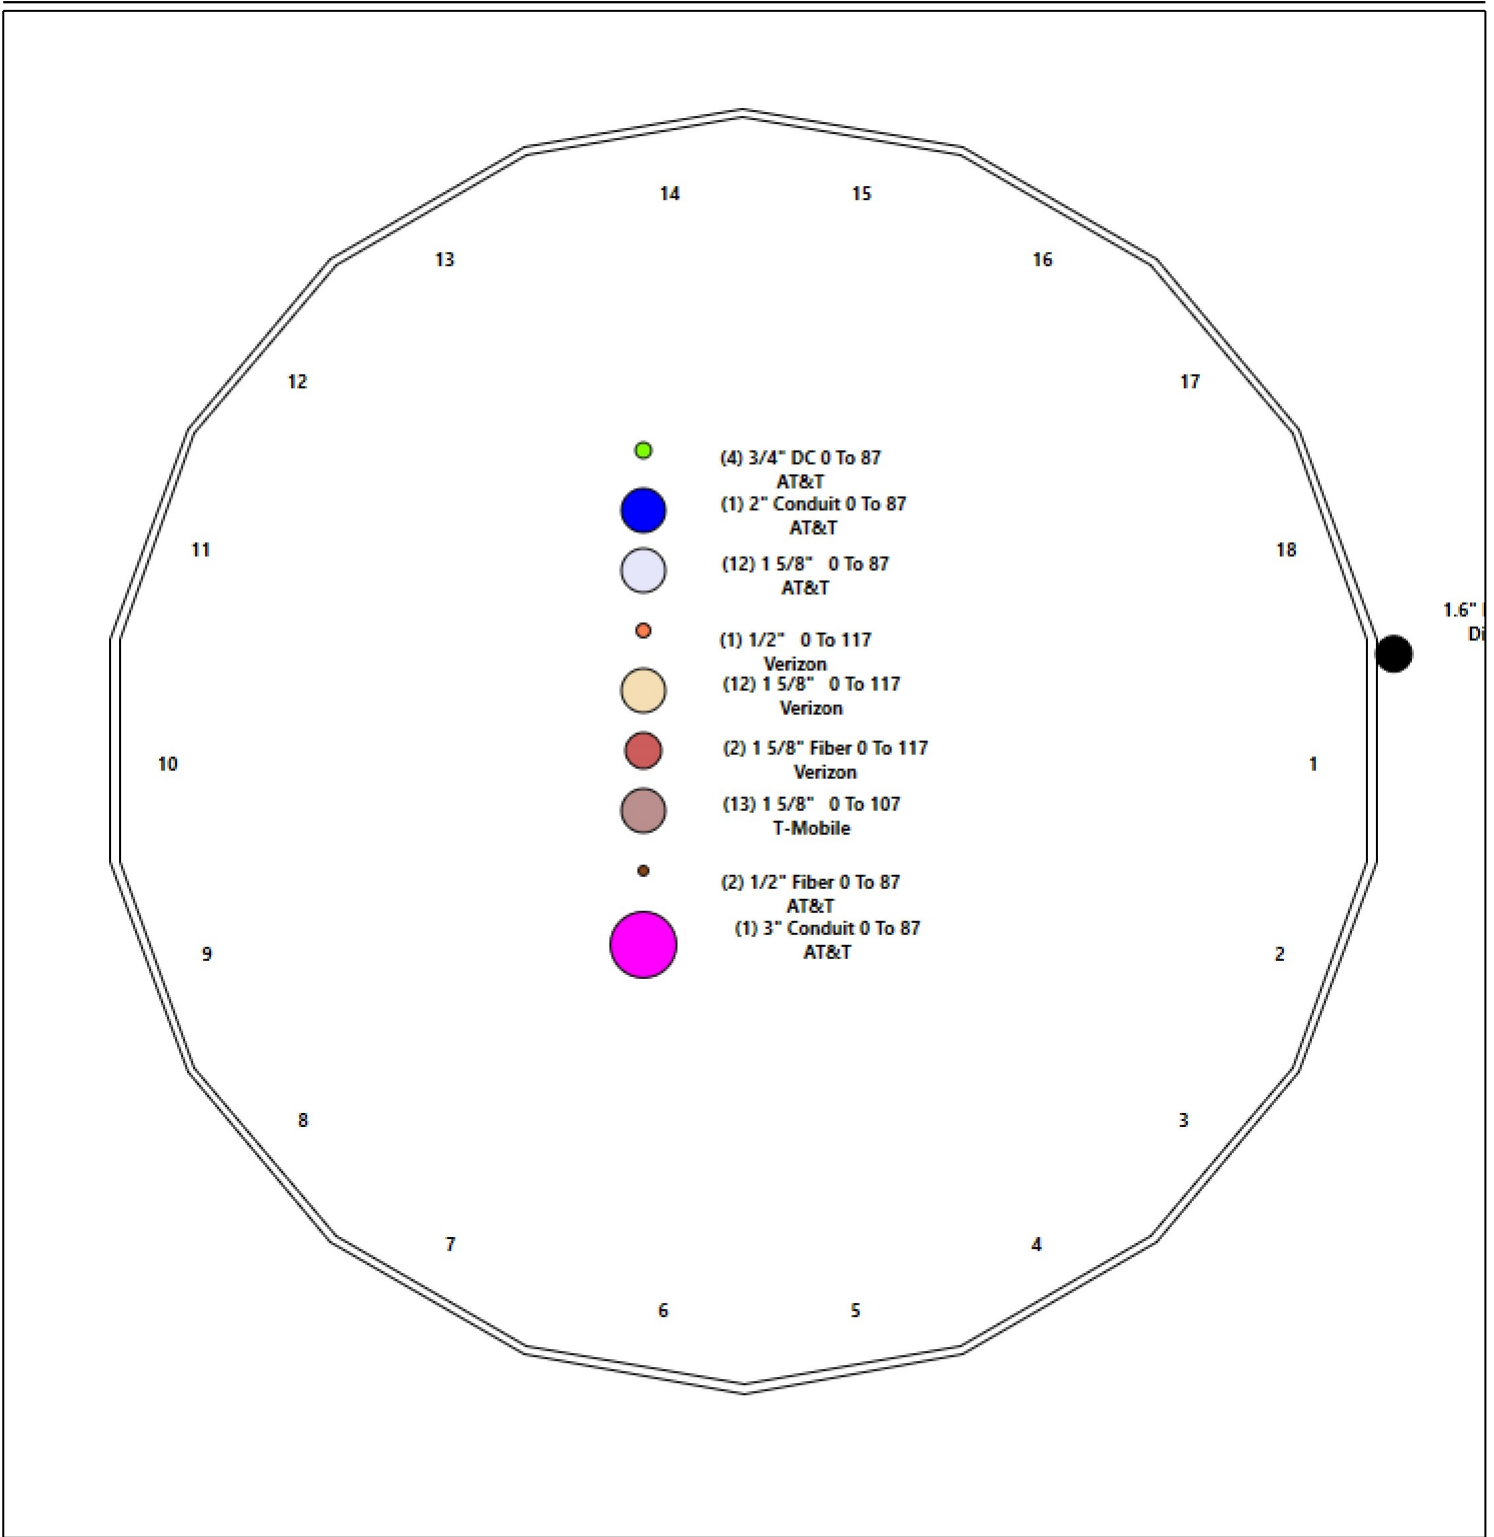 14
15
13
16
12
17
(4) 3/4" DC 0 To 87
AT&T
(1) 2" Conduit 0 To 87
AT&T
11
18
(12) 1 5/8" 0 To 87
AT&T
1.6"
(1) 1/2" 0 To 117
Verizon
(12) 1 5/8" 0 To 117
Verizon
(2) 1 5/8" Fiber 0 To 117
Verizon
10
1
(13) 1 5/8" 0 To 107
T-Mobile
(2) 1/2" Fiber 0 To 87
AT&T
(1) 3" Conduit 0 To 87
AT&T
9
2
8
3
7
4
6
5